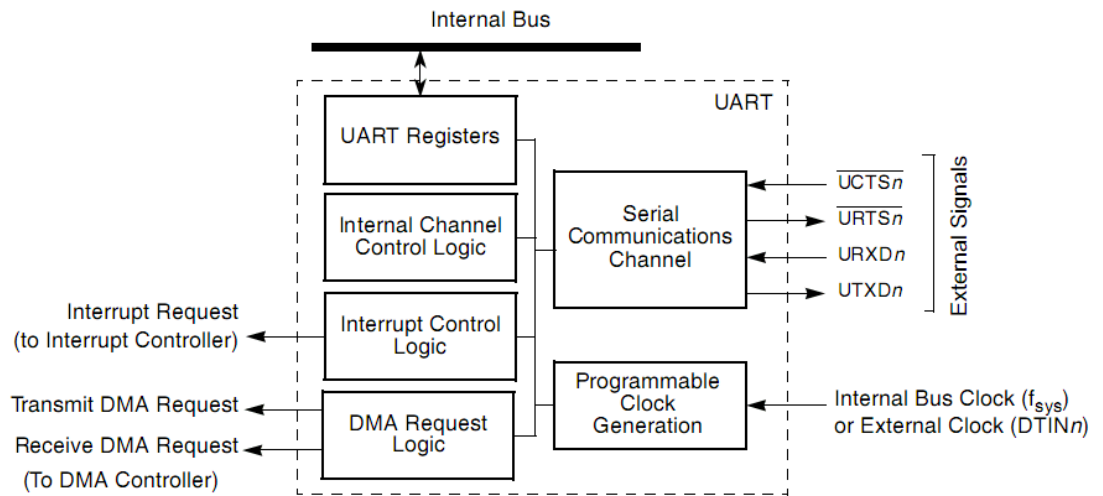 Internal Bus
UART
UART Registers
Internal Channel
Control Logic
Interrupt Control
Logic
DMA Request
Logic
Serial
Communications
Channel
Programmable
Clock
Generation
UCTSn
URTSn
URXDn
UTXDn
External Signals
Interrupt Request
(to Interrupt Controller)
Transmit DMA Request
Receive DMA Request
(To DMA Controller)
Internal Bus Clock (fsys)
or External Clock (DTINn)